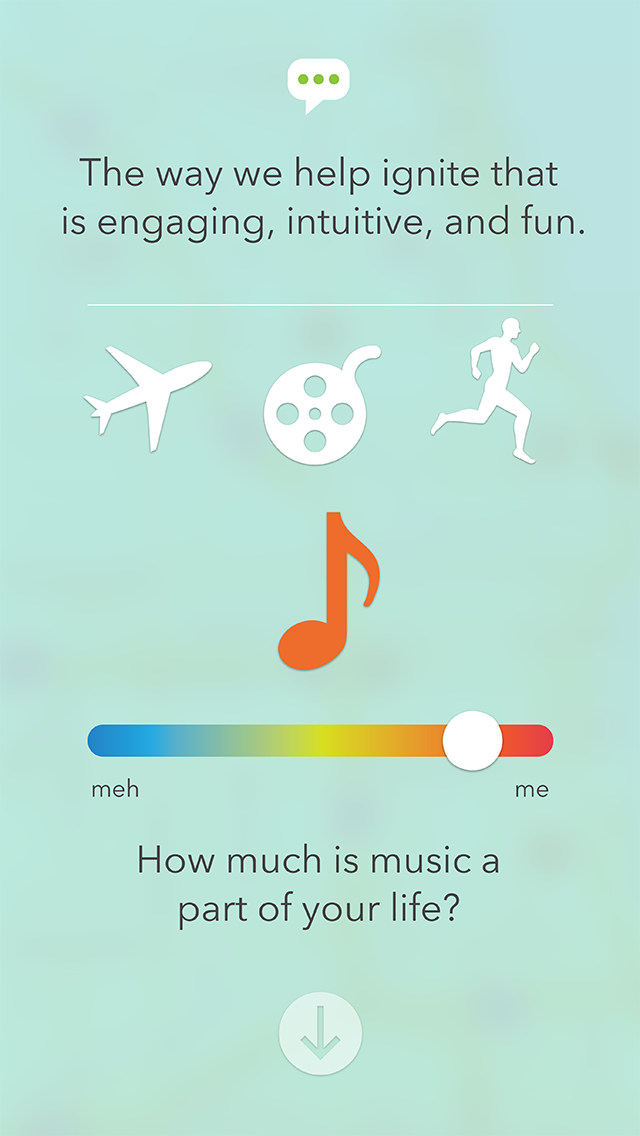 The way we help ignite that
is engaging, intuitive, and fun.
meh
me
How much is music a
part of your life?